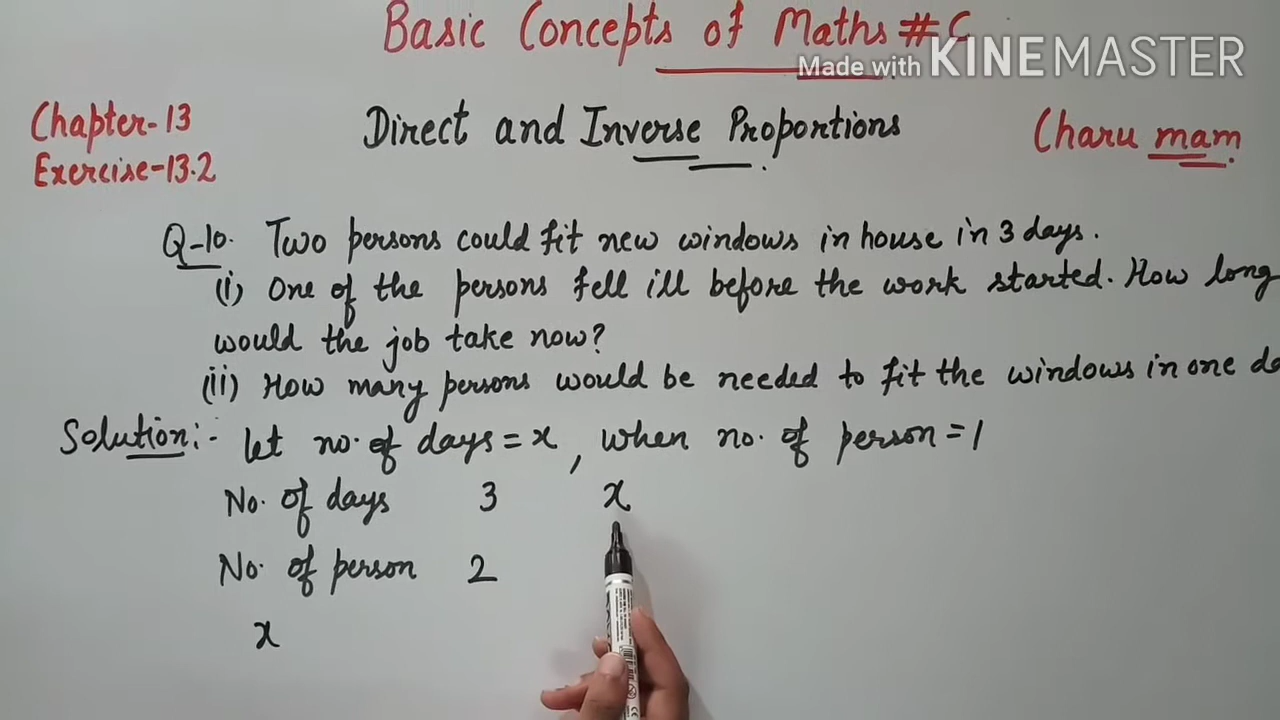 Basic Concepts of Maths #C
Made with KINEMASTER
Chapter-13
Exercise-13.2
Direct and Inverse Proportions
Charu mam
Q-10. Two persons could fit new windows in house in 3 days.
(i) One of the persons fell ill before the work started. How long
would the job take now?
(ii) How many persons would be needed to fit the windows in one da
Solution:- Let no. of days = x, when no. of person = 1
No. of days 3 x
No. of person 2
x